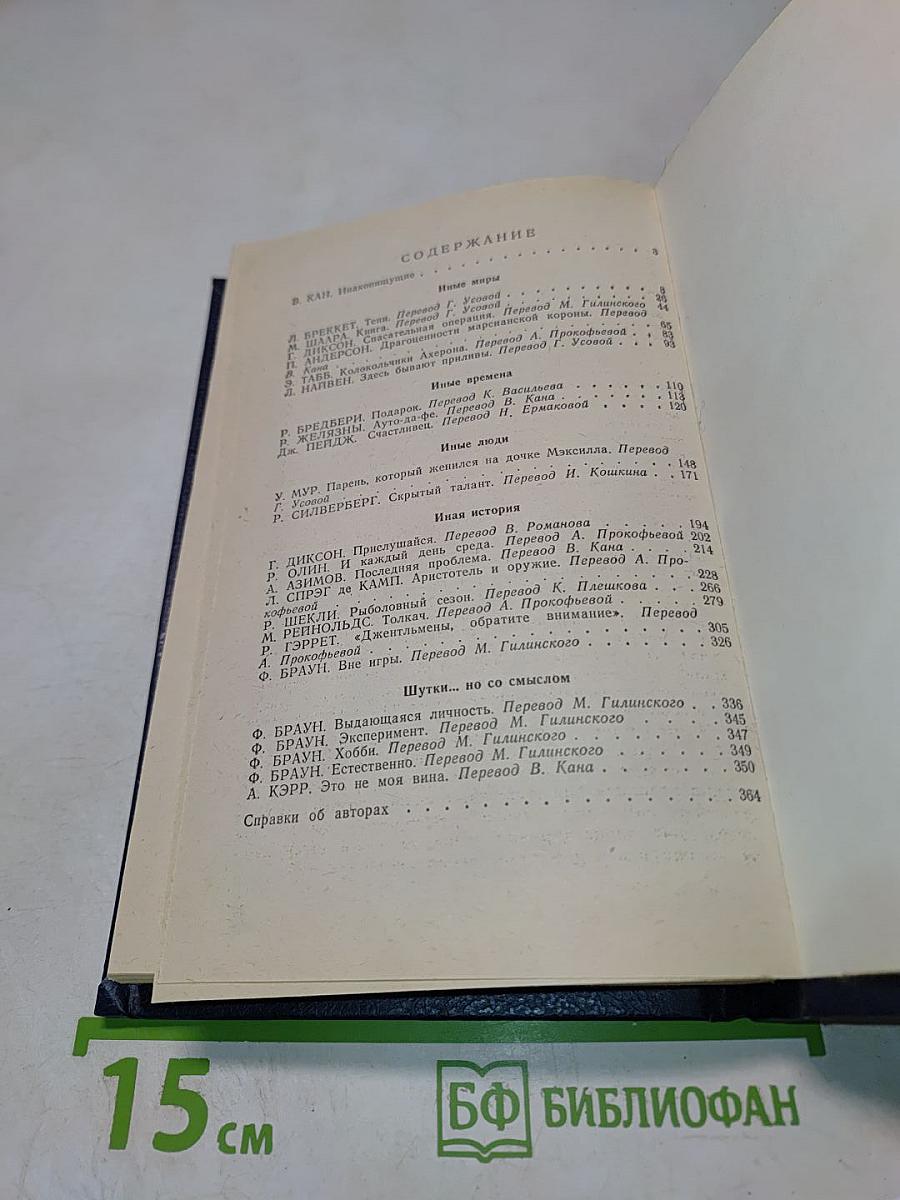 СОДЕРЖАНИЕ
В. КАН. Инакопишущие . . . . . . . . . . . . . . . 3
Иные миры
Л. БРЕККЕТ. Тени. Перевод Г. Усовой . . . . . . . . . 8
М. ШААРА. Книга. Перевод Г. Усовой . . . . . . . . . 26
Г. ДИКСОН. Спасательная операция. Перевод М. Гилинского 44
П. АНДЕРСОН. Драгоценности марсианской короны. Перевод
В. Кана . . . . . . . . . . . . . . . . . 65
Э. ТАББ. Колокольчики Ахерона. Перевод А. Прокофьевой . . 83
Л. НАЙВЕН. Здесь бывают приливы. Перевод Г. Усовой . . . 93
Иные времена
Р. БРЕДБЕРИ. Подарок. Перевод К. Васильева . . . . . . 110
Р. ЖЕЛЯЗНЫ. Ауто-да-фе. Перевод В. Кана . . . . . . 113
Дж. ПЕЙДЖ. Счастливец. Перевод Н. Ермаковой . . . . 120
Иные люди
У. МУР. Парень, который женился на дочке Мэксилла. Перевод
Г. Усовой . . . . . . . . . . . . . . . . . 148
Р. СИЛВЕРБЕРГ. Скрытый талант. Перевод И. Кошкина . . 171
Иная история
Г. ДИКСОН. Прислушайся. Перевод В. Романова . . . . . 194
Р. ОЛИН. И каждый день среда. Перевод А. Прокофьевой 202
А. АЗИМОВ. Последняя проблема. Перевод В. Кана . . . . 214
Л. СПРЭГ де КАМП. Аристотель и оружие. Перевод А. Про-
кофьевой . . . . . . . . . . . . . . . . . 228
Р. ШЕКЛИ. Рыболовный сезон. Перевод К. Плешкова . . . 266
М. РЕЙНОЛЬДС. Толкач. Перевод А. Прокофьевой . . . . . 279
Р. ГЭРРЕТ. «Джентльмены, обратите внимание». Перевод
А. Прокофьевой . . . . . . . . . . . . . . . 305
Ф. БРАУН. Вне игры. Перевод М. Гилинского . . . . . . . 326
Шутки... но со смыслом
Ф. БРАУН. Выдающаяся личность. Перевод М. Гилинского . . 336
Ф. БРАУН. Эксперимент. Перевод М. Гилинского . . . . . 345
Ф. БРАУН. Хобби. Перевод М. Гилинского . . . . . . . . 347
Ф. БРАУН. Естественно. Перевод М. Гилинского . . . . . . 349
А. КЭРР. Это не моя вина. Перевод В. Кана . . . . . . . 350
Справки об авторах . . . . . . . . . . . . . . . . 364
15 см
БФ БИБЛИОФАН